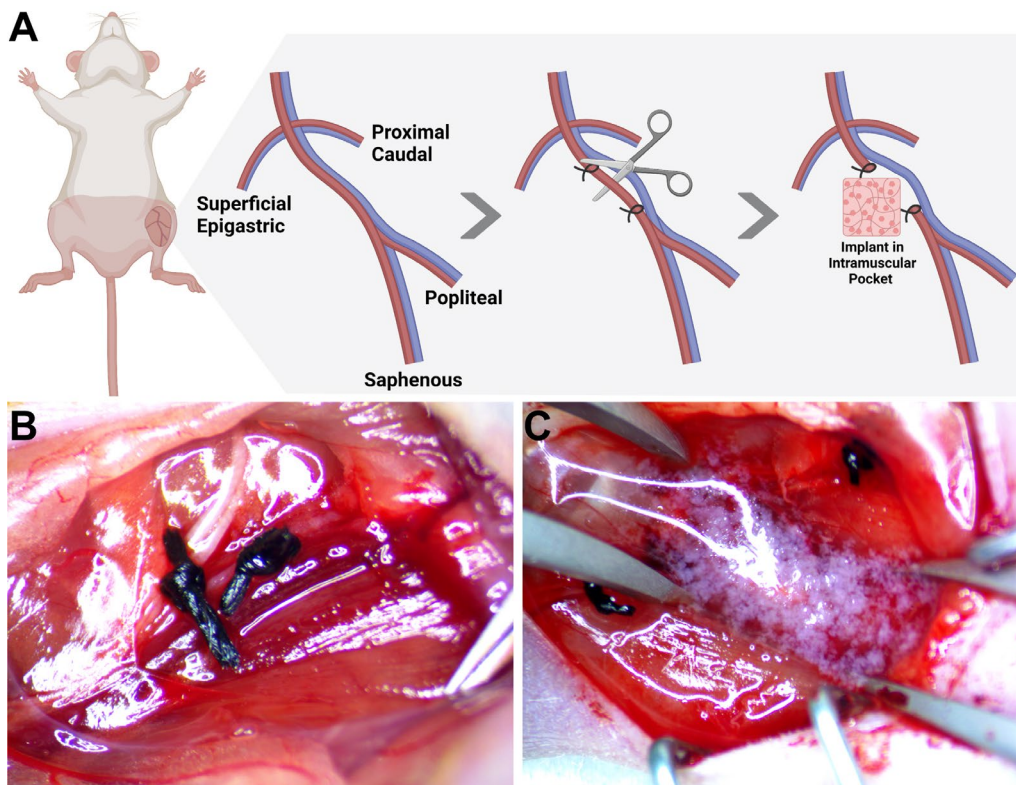 A
Proximal
Caudal
Superficial
Epigastric
Popliteal
Saphenous
Implant in
Intramuscular
Pocket
B
C